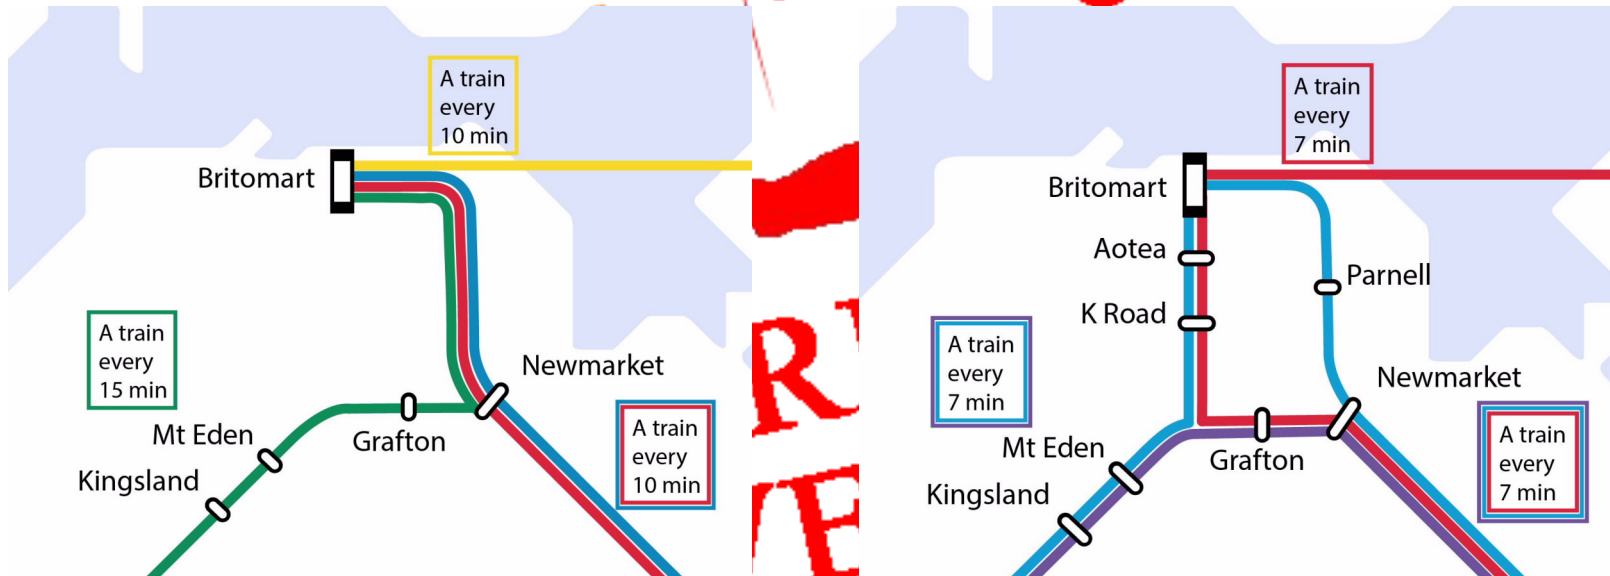 A train
every
10 min
Britomart
A train
every
15 min
Newmarket
Mt Eden
Grafton
Kingsland
A train
every
10 min
A train
every
7 min
Britomart
Aotea
Parnell
K Road
A train
every
7 min
Newmarket
Mt Eden
Grafton
Kingsland
A train
every
7 min